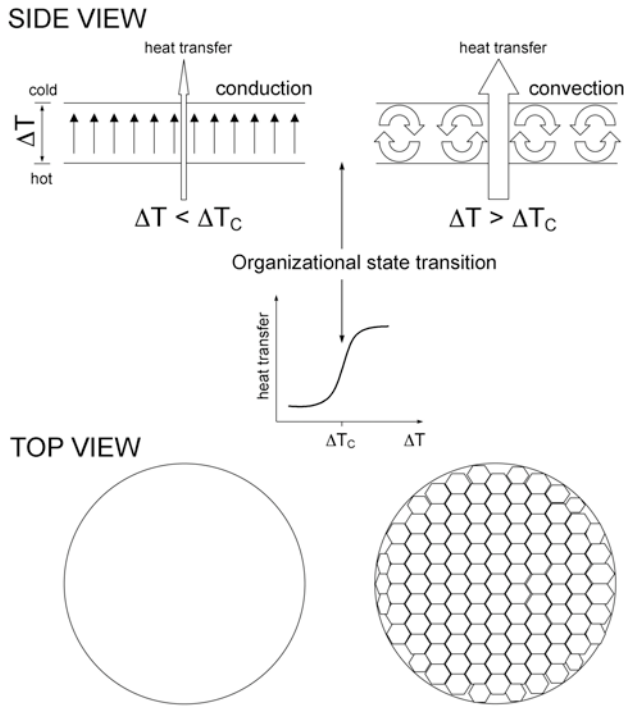 SIDE VIEW
heat transfer
heat transfer
cold
conduction
convection
ΔT
hot
ΔT < ΔTC
ΔT > ΔTC
Organizational state transition
heat transfer
ΔTC
ΔT
TOP VIEW